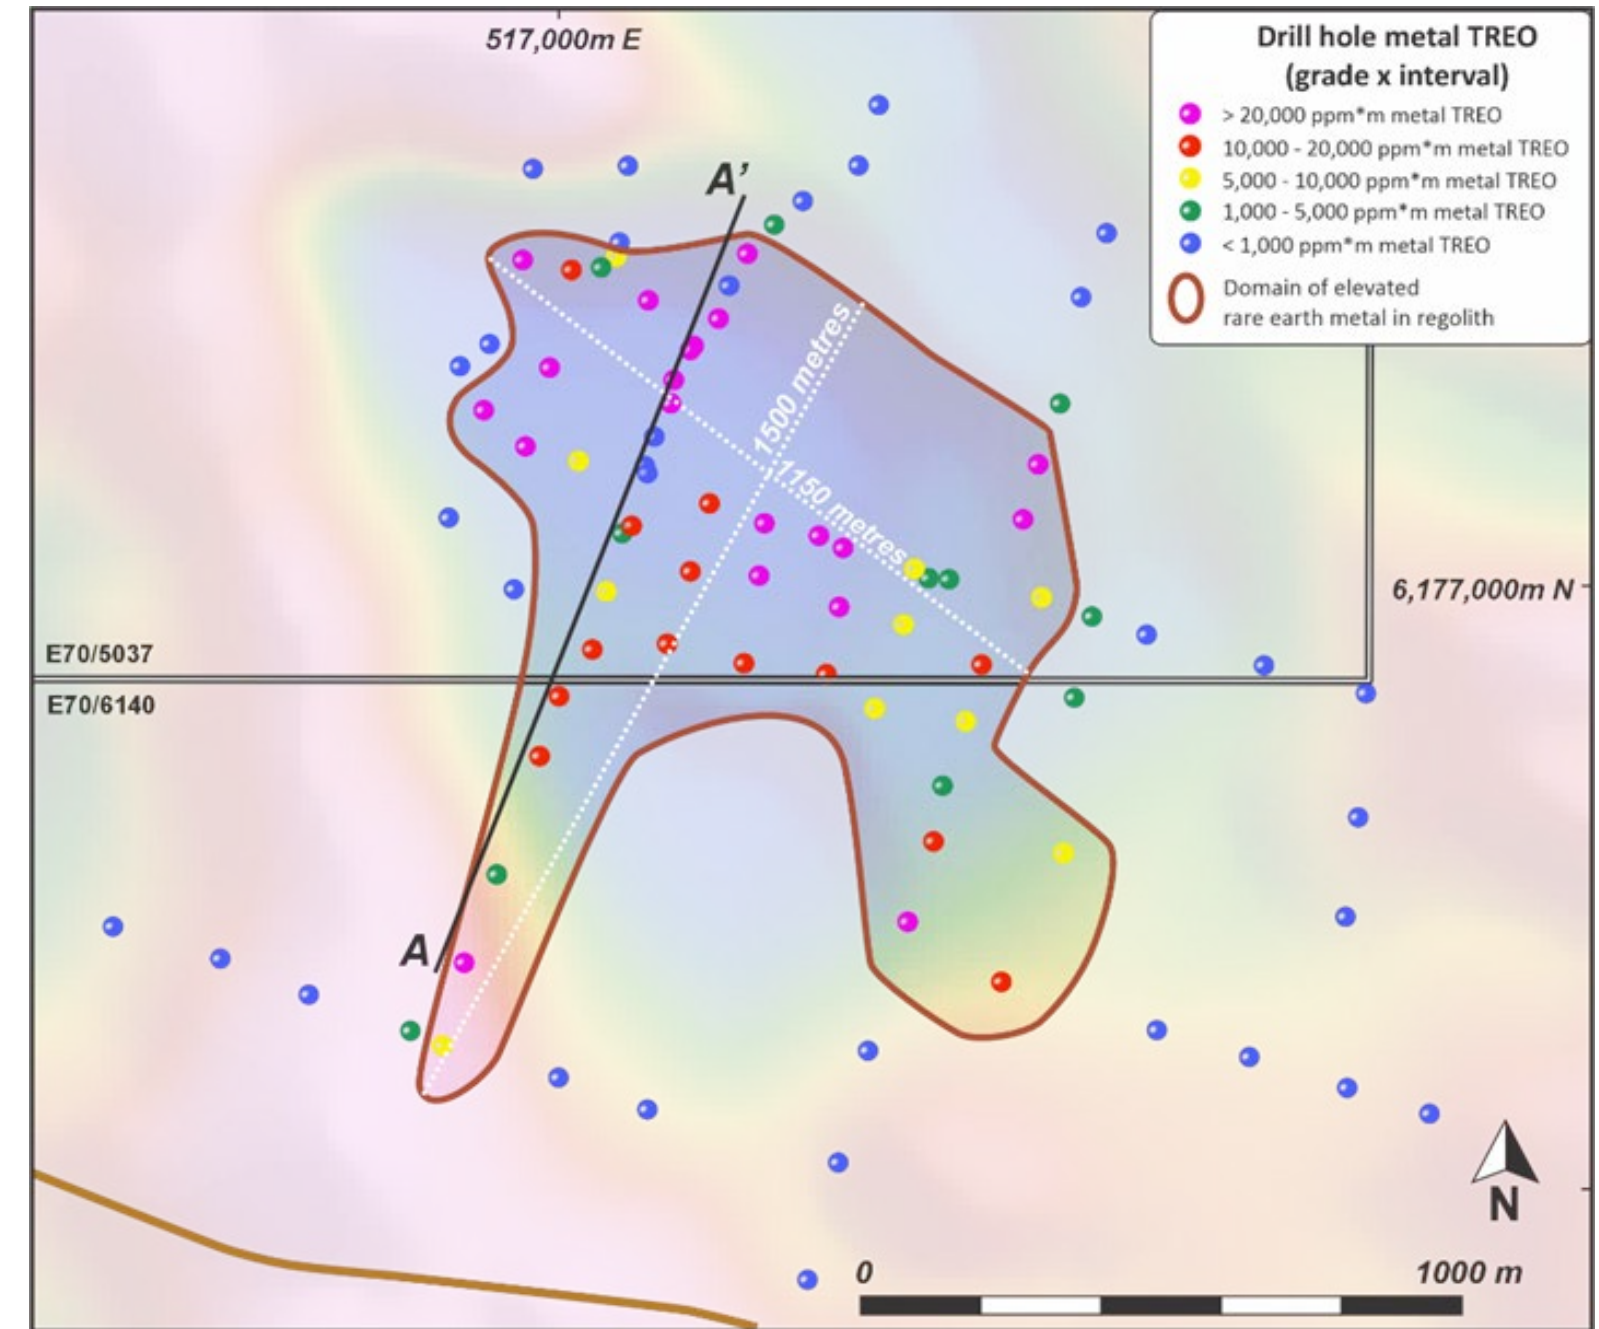 517,000m E
Drill hole metal TREO
(grade x interval)
> 20,000 ppm*m metal TREO
10,000 - 20,000 ppm*m metal TREO
5,000 - 10,000 ppm*m metal TREO
1,000 - 5,000 ppm*m metal TREO
< 1,000 ppm*m metal TREO
Domain of elevated
rare earth metal in regolith
A’
1500 metres
1150 metres
6,177,000m N
E70/5037
E70/6140
A
N
0
1000 m